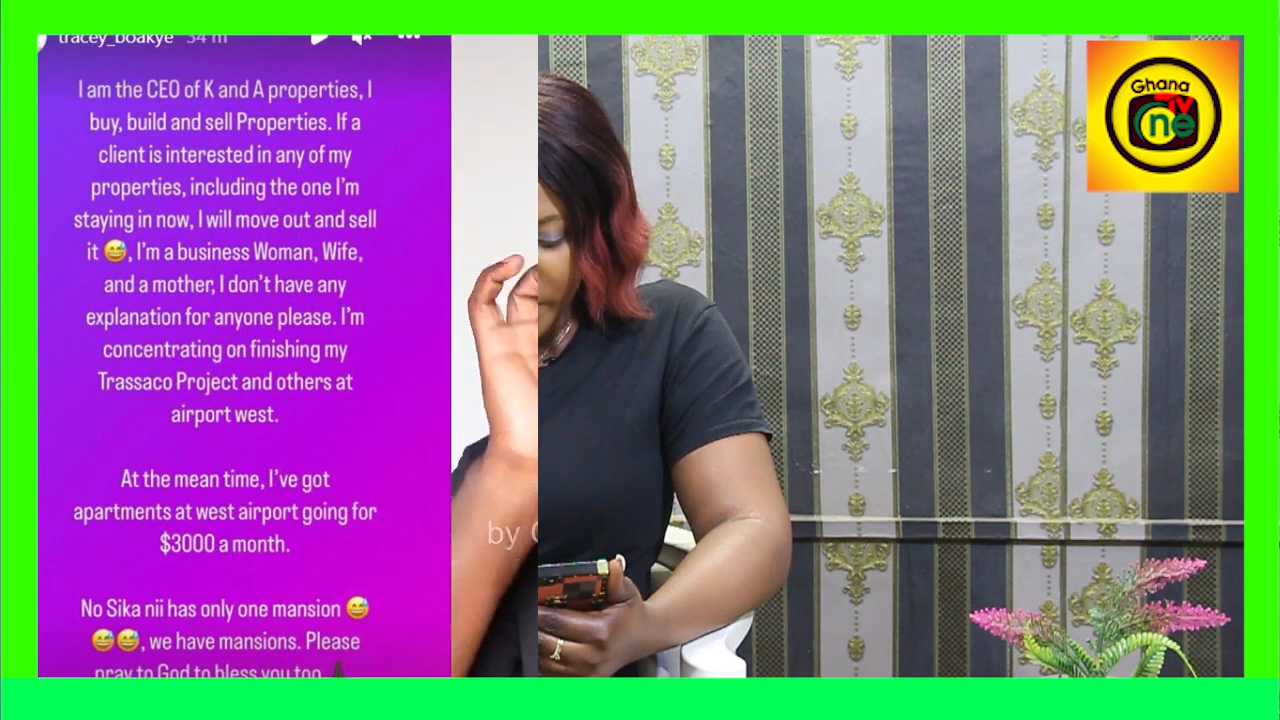 tracey_boakye 34 m
I am the CEO of K and A properties, I
buy, build and sell Properties. If a
client is interested in any of my
properties, including the one I'm
staying in now, I will move out and sell
it 😅, I'm a business Woman, Wife,
and a mother, I don't have any
explanation for anyone please. I'm
concentrating on finishing my
Trassaco Project and others at
airport west.
At the mean time, I've got
apartments at west airport going for
$3000 a month.
No Sika nii has only one mansion 😅
😅😅, we have mansions. Please
pray to God to bless you too
by
Ghana
TV
One